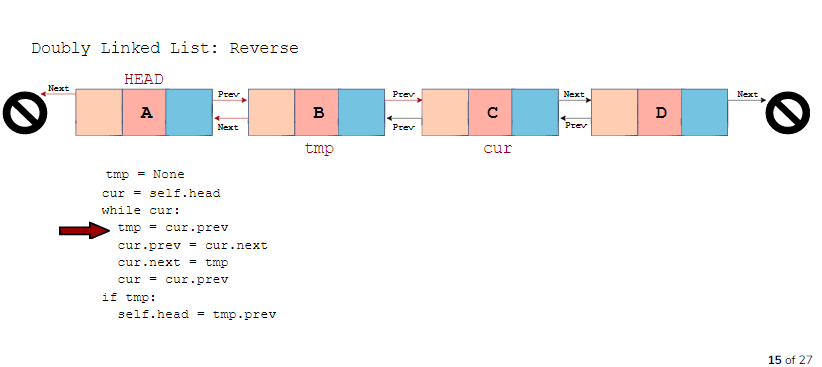 Doubly Linked List: Reverse
HEAD
Next Prev Prev Next Next
A B C D
Next Prev Prev
tmp cur
tmp = None
cur = self.head
while cur:
tmp = cur.prev
cur.prev = cur.next
cur.next = tmp
cur = cur.prev
if tmp:
self.head = tmp.prev
15 of 27